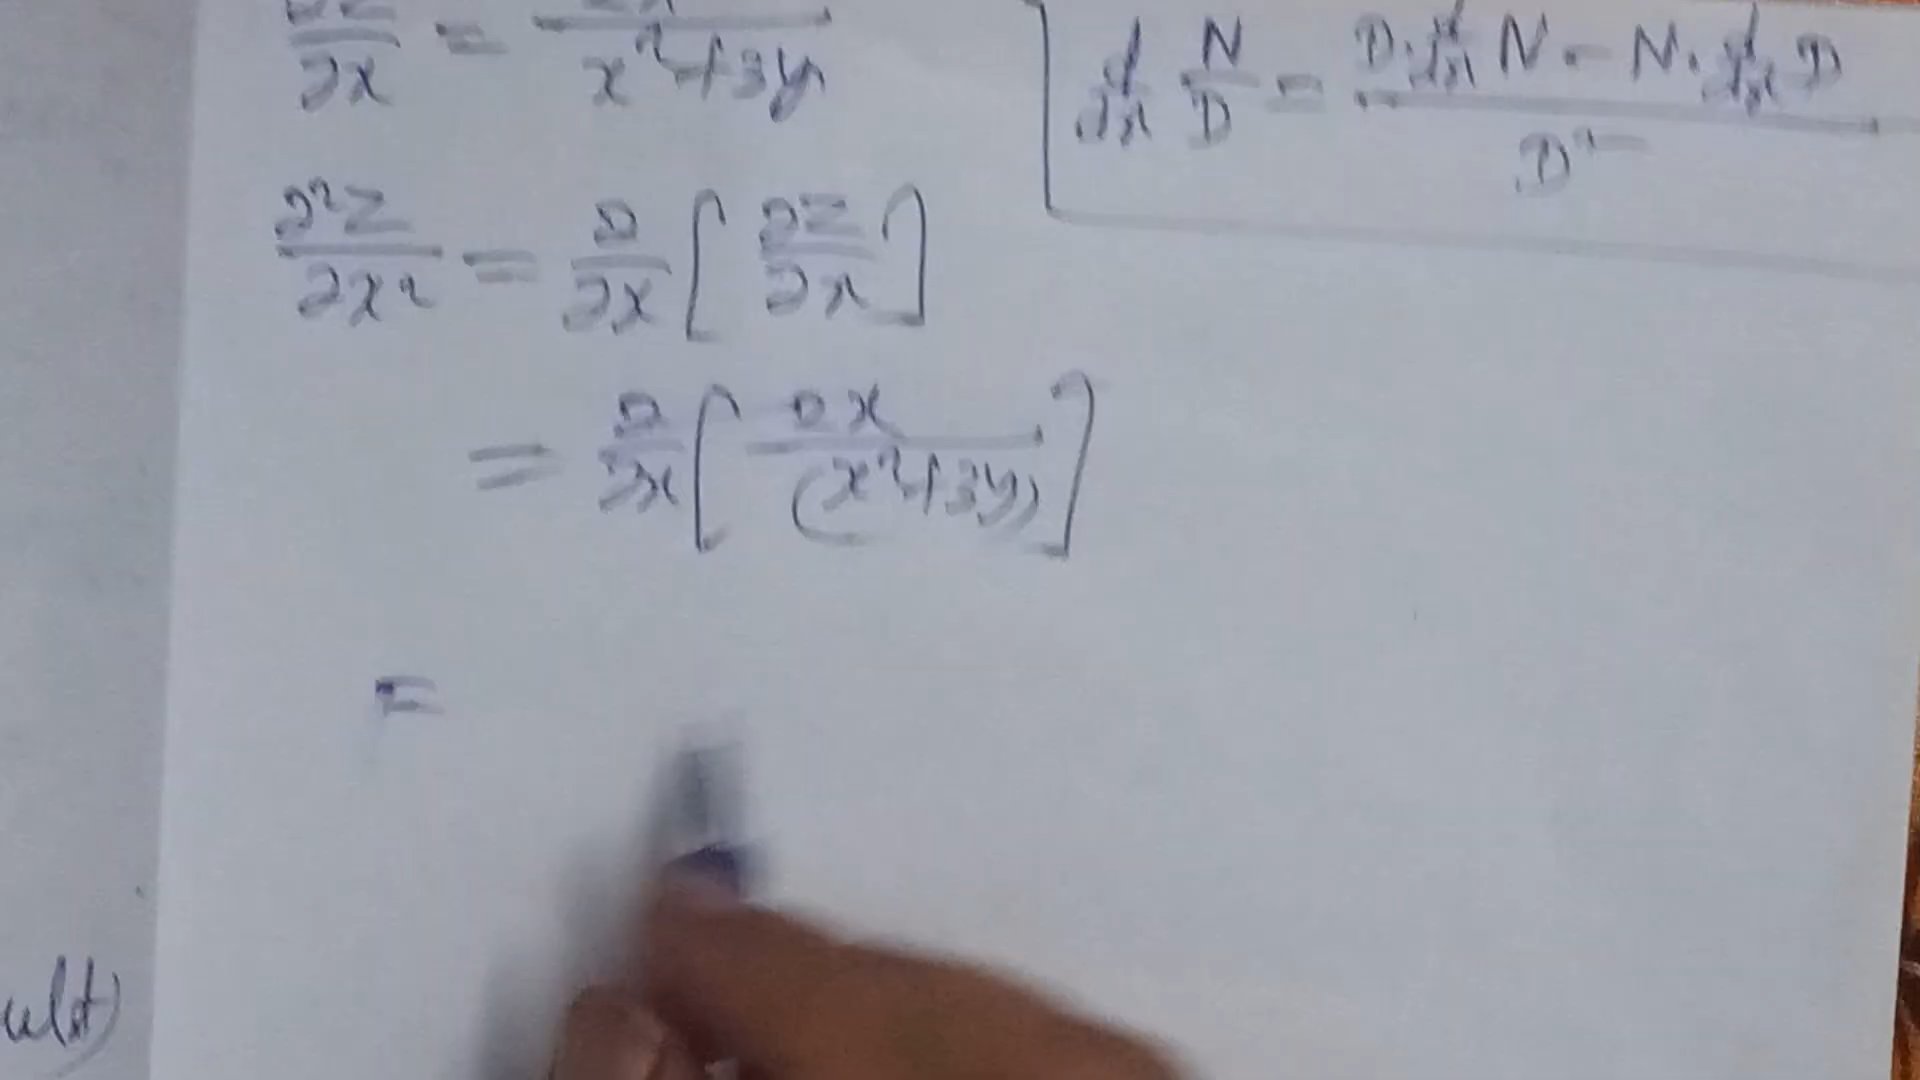 ∂z/∂x = 2x/x²+3y
d/dx N/D = D·d/dx N - N·d/dx D / D²
∂²z/∂x² = ∂/∂x [∂z/∂x]
= ∂/∂x [2x/(x²+3y)]
=